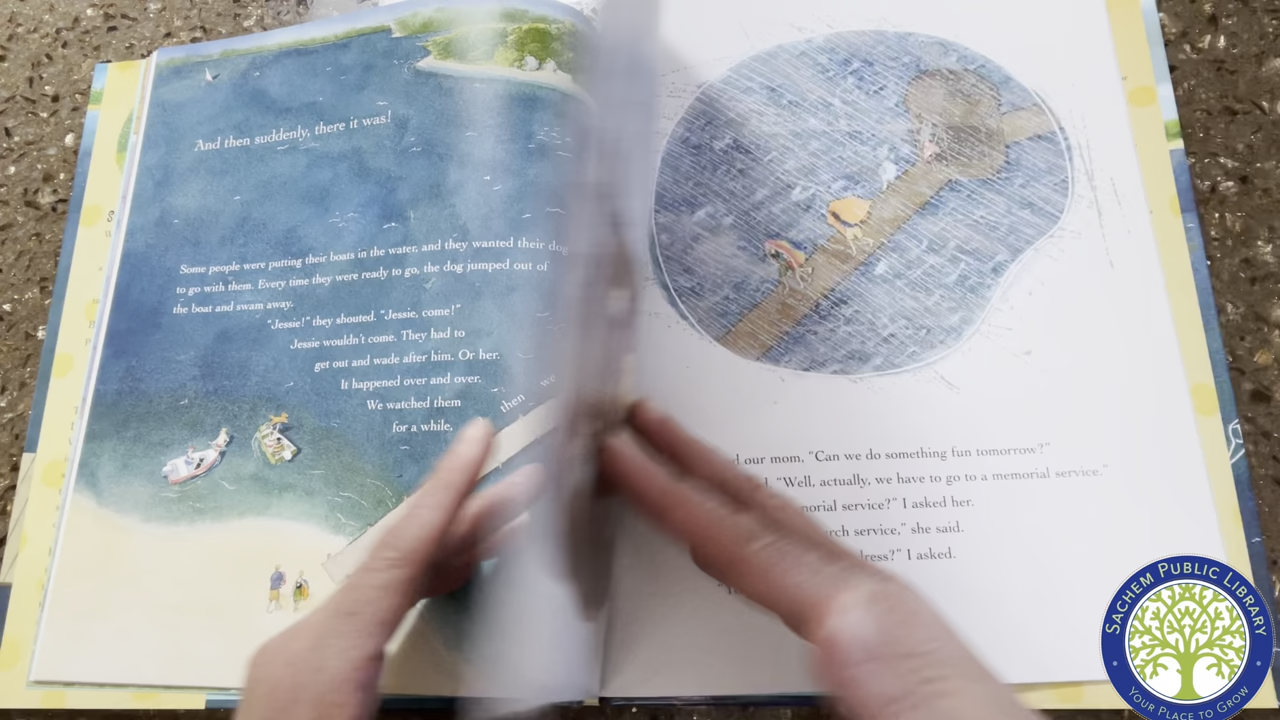 And then suddenly, there it was!
Some people were putting their boats in the water, and they wanted their dog
to go with them. Every time they were ready to go, the dog jumped out of
the boat and swam away.
“Jessie!” they shouted. “Jessie, come!”
Jessie wouldn’t come. They had to
get out and wade after him. Or her.
It happened over and over.
We watched them
for a while,
then we
our mom, “Can we do something fun tomorrow?”
“Well, actually, we have to go to a memorial service.”
service?” I asked her.
service,” she said.
I asked.
SACHEM PUBLIC LIBRARY
YOUR PLACE TO GROW